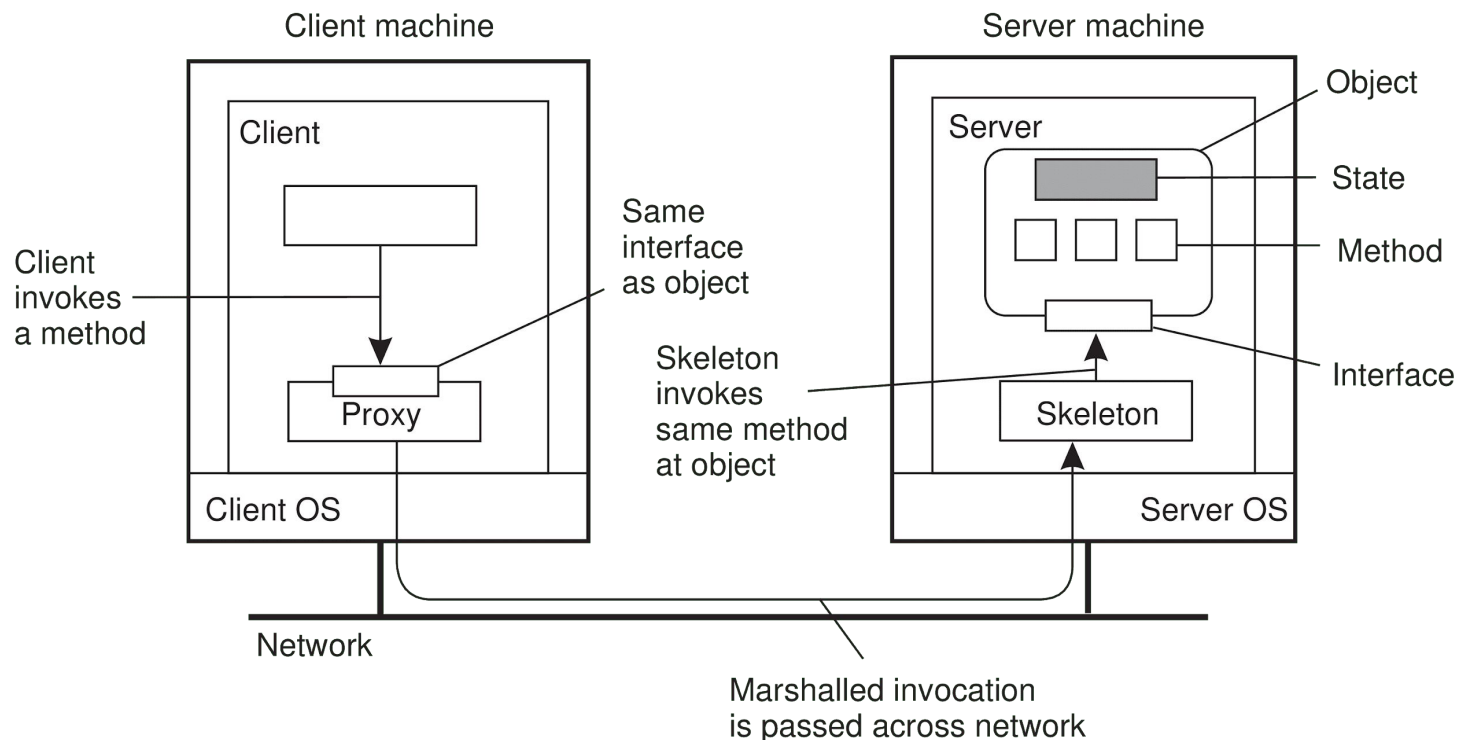 Client machine
Server machine
Object
Client
Server
State
Same
interface
as object
Method
Client
invokes
a method
Skeleton
invokes
same method
at object
Interface
Proxy
Skeleton
Client OS
Server OS
Network
Marshalled invocation
is passed across network